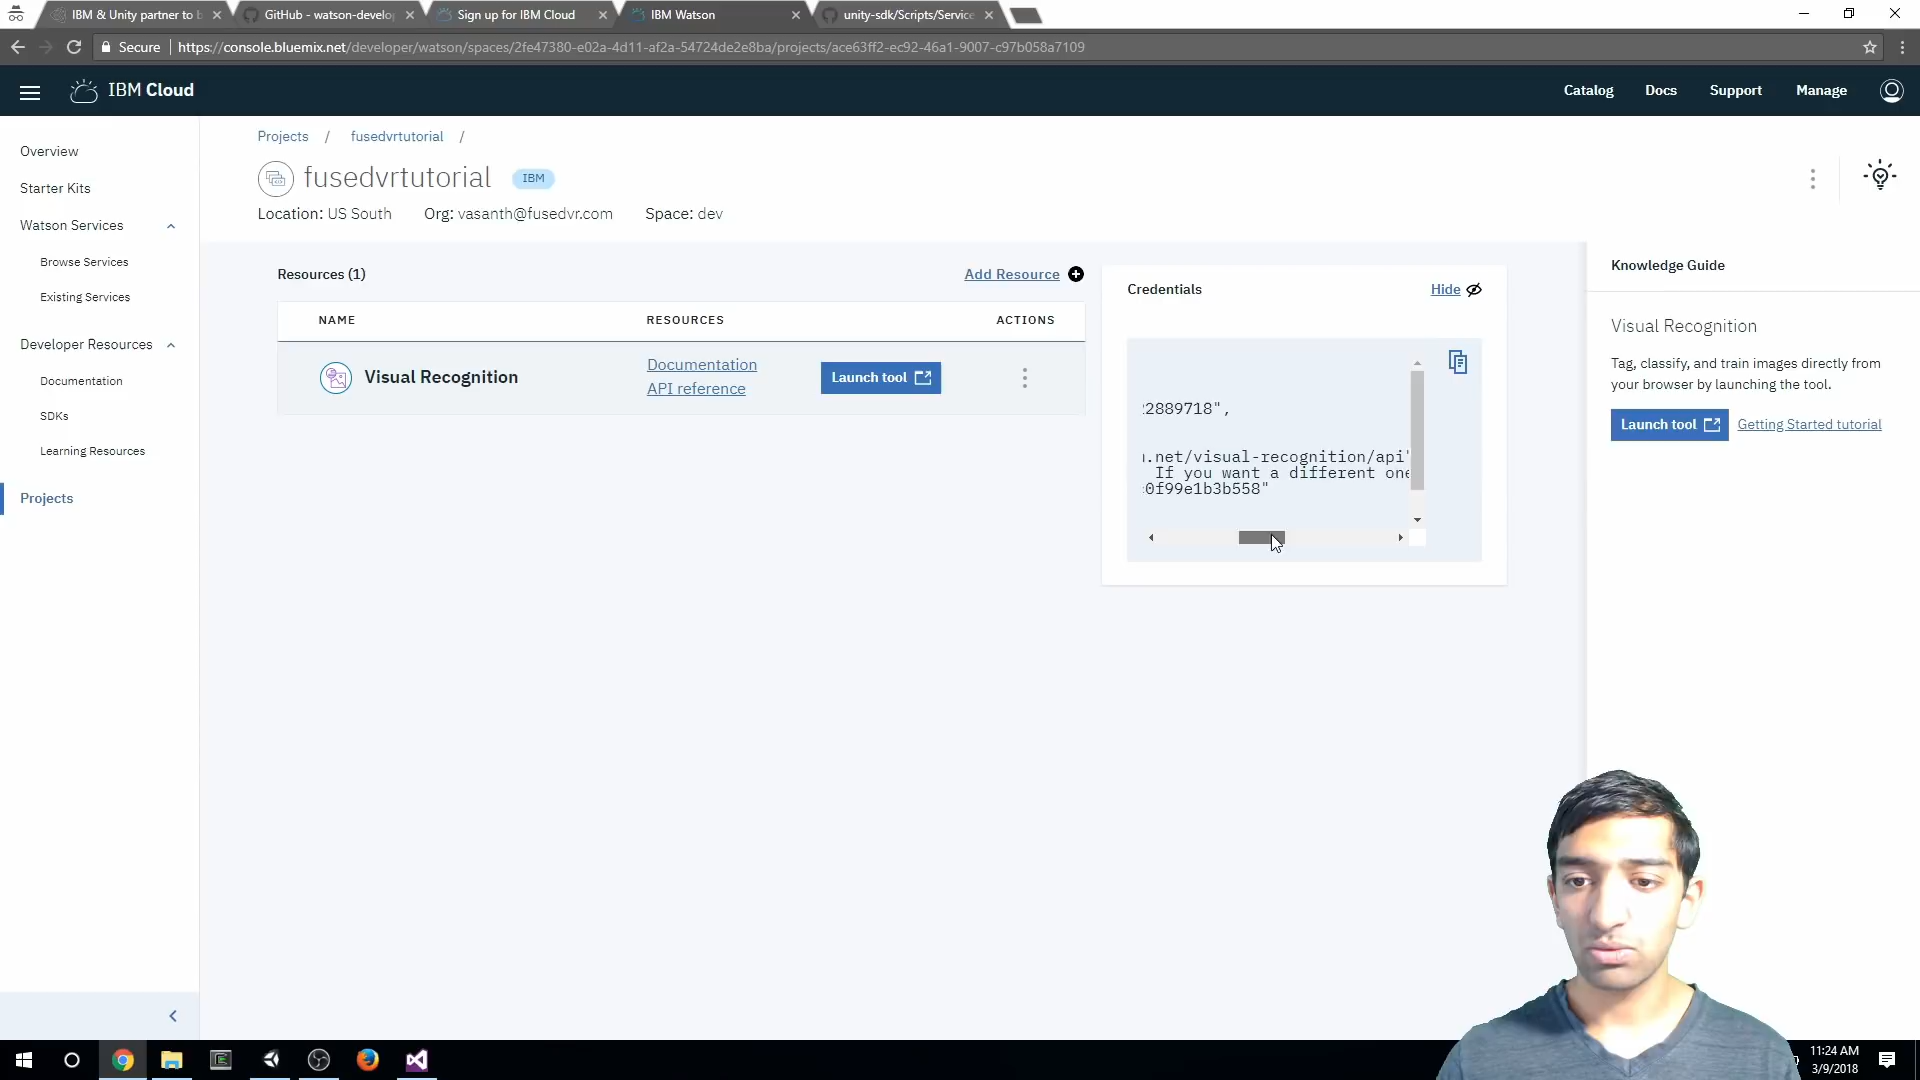 IBM & Unity partner to b
GitHub - watson-develo
Sign up for IBM Cloud
IBM Watson
unity-sdk/Scripts/Service
Secure
https://console.bluemix.net/developer/watson/spaces/2fe47380-e02a-4d11-af2a-54724de2e8ba/projects/ace63ff2-ec92-46a1-9007-c97b058a7109
IBM Cloud
Catalog
Docs
Support
Manage
Overview
Starter Kits
Watson Services
Browse Services
Existing Services
Developer Resources
Documentation
SDKs
Learning Resources
Projects
Projects / fusedvrtutorial /
fusedvrtutorial
IBM
Location: US South Org: vasanth@fusedvr.com Space: dev
Resources (1)
Add Resource
NAME RESOURCES ACTIONS
Visual Recognition
Documentation
API reference
Launch tool
Credentials
Hide
2889718",
.net/visual-recognition/api"
If you want a different one
0f99e1b3b558"
Knowledge Guide
Visual Recognition
Tag, classify, and train images directly from
your browser by launching the tool.
Launch tool
Getting Started tutorial
11:24 AM
3/9/2018